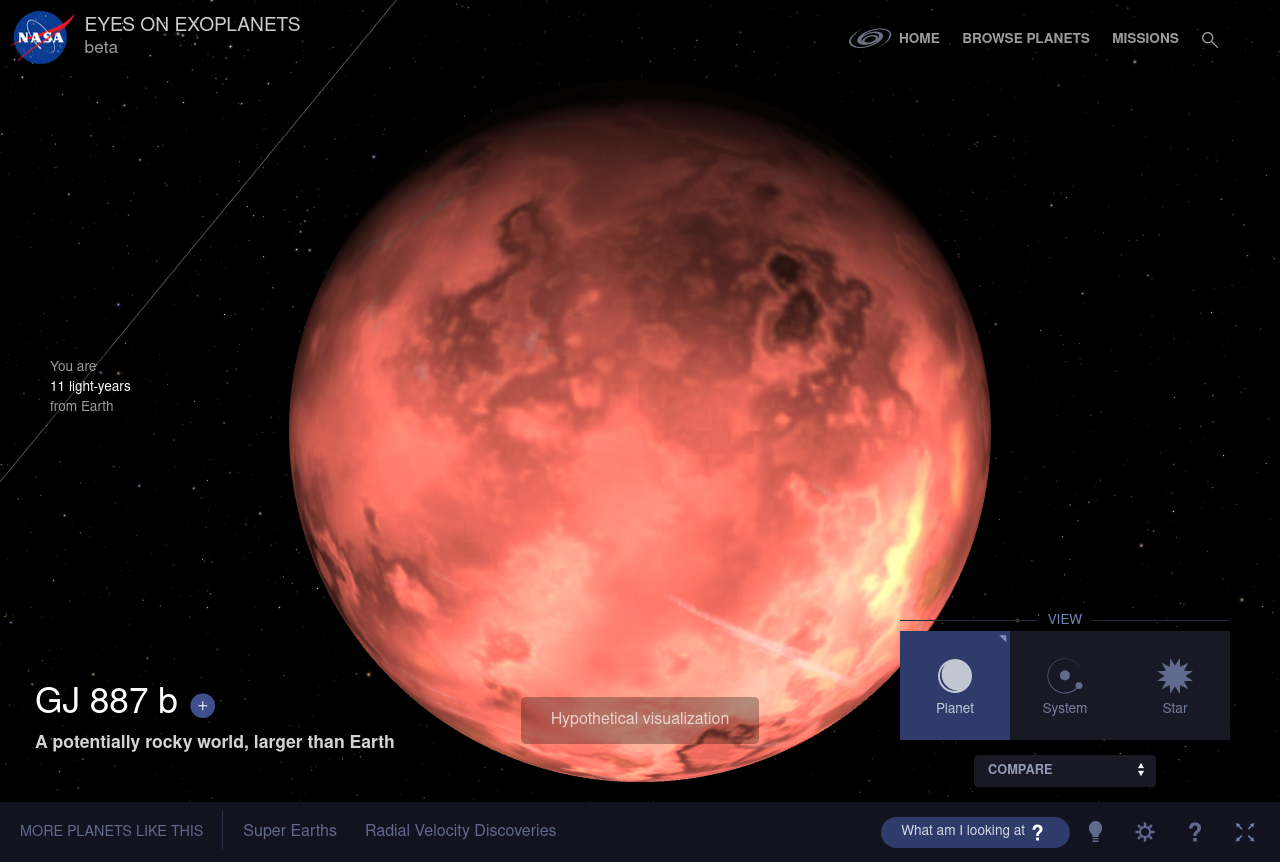 NASA
EYES ON EXOPLANETS
beta
HOME
BROWSE PLANETS
MISSIONS
You are
11 light-years
from Earth
VIEW
Planet
System
Star
GJ 887 b +
A potentially rocky world, larger than Earth
Hypothetical visualization
COMPARE
MORE PLANETS LIKE THIS
Super Earths
Radial Velocity Discoveries
What am I looking at ?
?